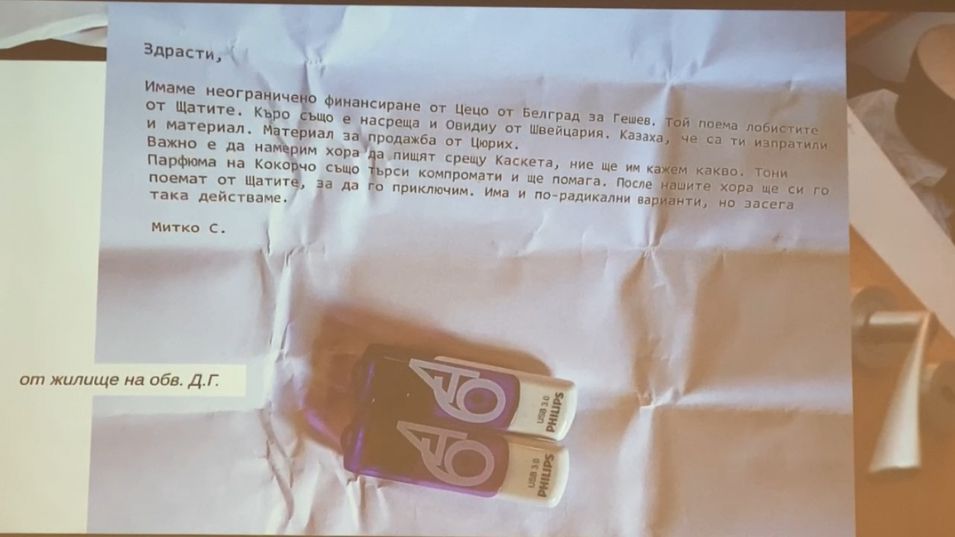 Здрасти,
Имаме неограничено финансиране от Цецо от Белград за Гешев. Той поема лобистите
от Щатите. Къро също е насреща и Овидиу от Швейцария. Казаха, че са ти изпратили
и материал. Материал за продажба от Цюрих.
Важно е да намерим хора да пишят срещу Каскета, ние ще им кажем какво. Тони
Парфюма на Кокорчо също търси компромати и ще помага. После нашите хора ще си го
поемат от Щатите, за да го приключим. Има и по-радикални варианти, но засега
така действаме.
Митко С.
от жилище на обв. Д.Г.
64
USB 3.0
PHILIPS
64
USB 3.0
PHILIPS